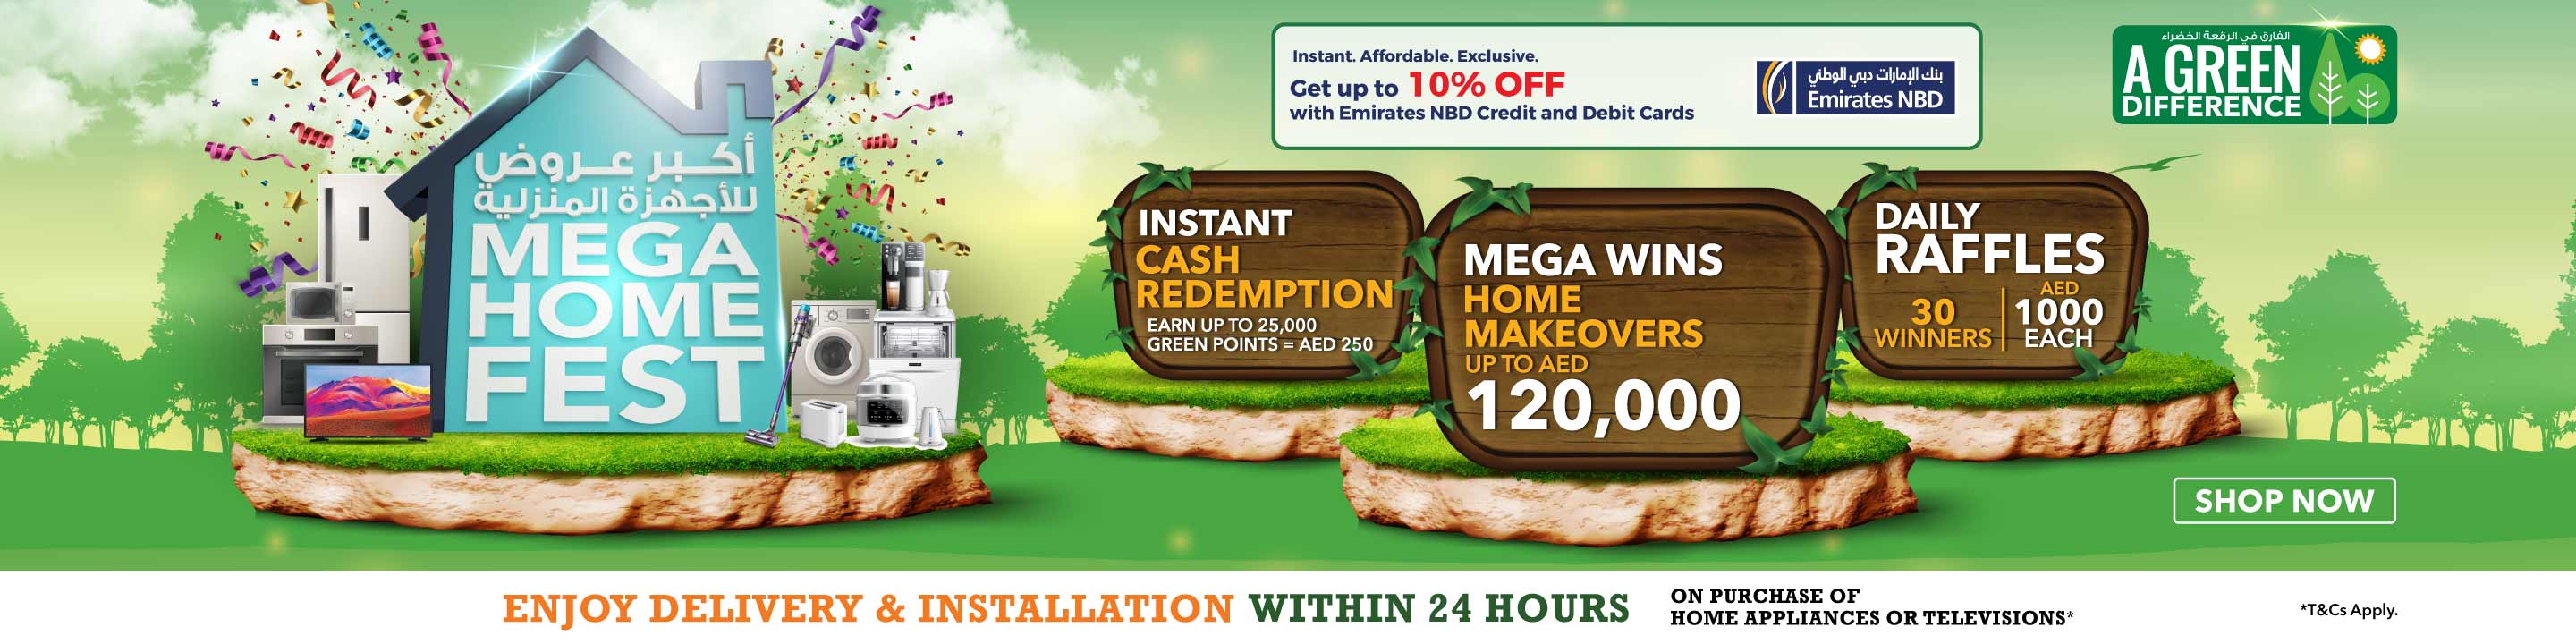 أكبر عروض
للأجهزة المنزلية
MEGA
HOME
FEST
Instant. Affordable. Exclusive.
Get up to 10% OFF
with Emirates NBD Credit and Debit Cards
بنك الإمارات دبي الوطني
Emirates NBD
الفارق في الرقعة الخضراء
A GREEN
DIFFERENCE
INSTANT
CASH
REDEMPTION
EARN UP TO 25,000
GREEN POINTS = AED 250
MEGA WINS
HOME
MAKEOVERS
UP TO AED
120,000
DAILY
RAFFLES
30
WINNERS
AED
1000
EACH
SHOP NOW
ENJOY DELIVERY & INSTALLATION WITHIN 24 HOURS
ON PURCHASE OF
HOME APPLIANCES OR TELEVISIONS*
*T&Cs Apply.